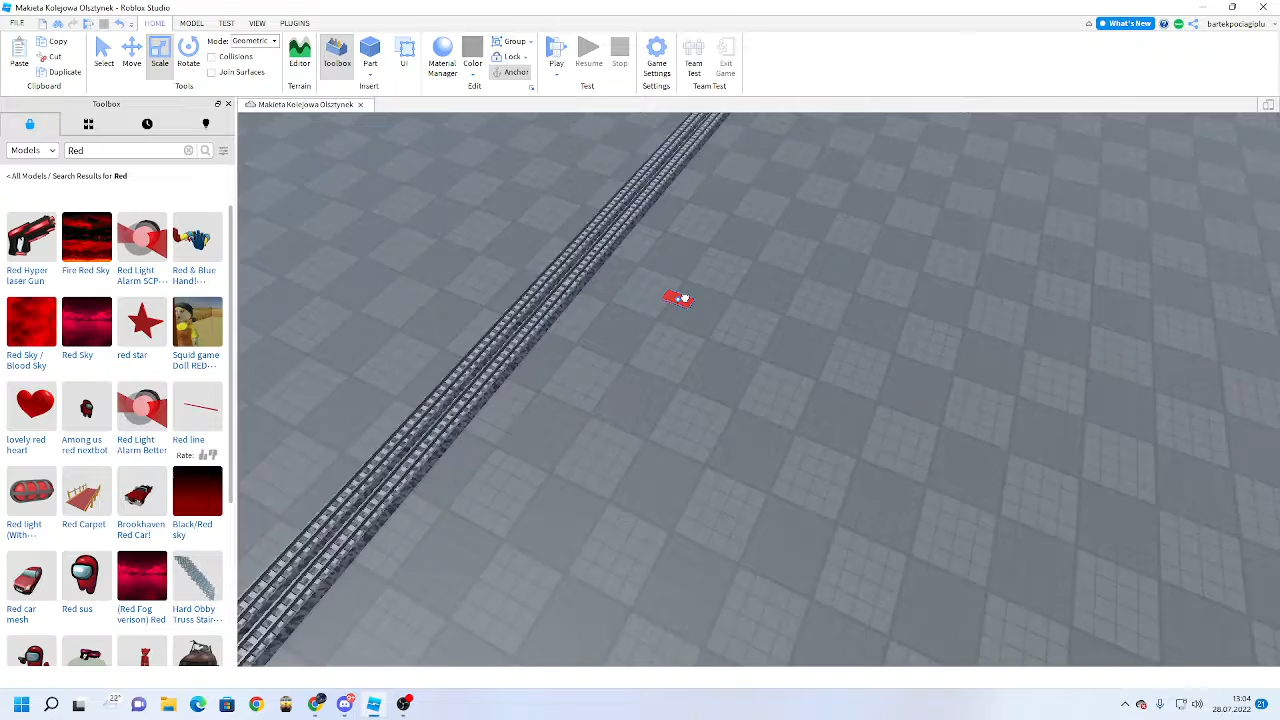 Makieta Kolejowa Olsztynek - Roblox Studio
FILE HOME MODEL TEST VIEW PLUGINS What's New bartekpociagiplu
Paste Copy Cut Duplicate Clipboard
Select Move Scale Rotate Mode: Geometric Collisions Join Surfaces Tools
Editor Terrain
Toolbox Part UI Insert
Material Manager Color Group Lock Anchor Edit
Play Resume Stop Test
Game Settings Settings
Team Test Exit Game Team Test
Toolbox
Makieta Kolejowa Olsztynek
Models Red
< All Models / Search Results for Red
Red Hyper laser Gun
Fire Red Sky
Red Light Alarm SCP...
Red & Blue Hand!...
Red Sky / Blood Sky
Red Sky
red star
Squid game Doll RED...
lovely red heart
Among us red nextbot
Red Light Alarm Better
Red line
Rate:
Red light (With...
Red Carpet
Brookhaven Red Car!
Black/Red sky
Red car mesh
Red sus
(Red Fog verison) Red
Hard Obby Truss Stair...
22°
13:04
28.07.2022
21